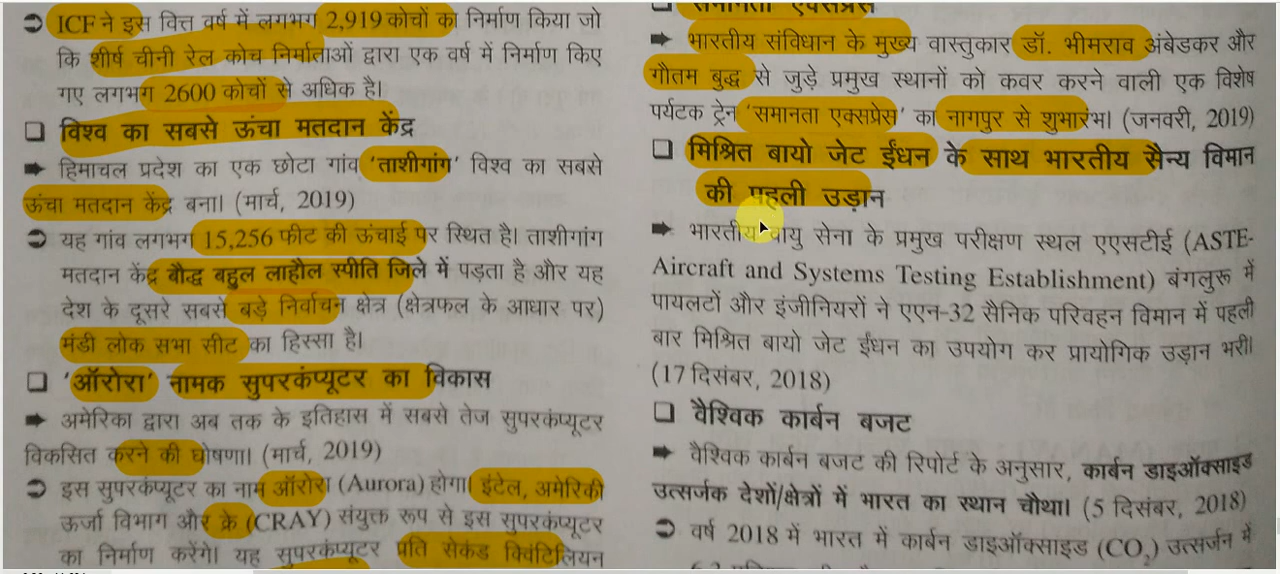 ICF ने इस वित्त वर्ष में लगभग 2,919 कोचों का निर्माण किया जो
कि शीर्ष चीनी रेल कोच निर्माताओं द्वारा एक वर्ष में निर्माण किए
गए लगभग 2600 कोचों से अधिक है।
❑ विश्व का सबसे ऊंचा मतदान केंद्र
➡ हिमाचल प्रदेश का एक छोटा गांव 'ताशीगांग' विश्व का सबसे
ऊंचा मतदान केंद्र बना। (मार्च, 2019)
➲ यह गांव लगभग 15,256 फीट की ऊंचाई पर स्थित है। ताशीगांग
मतदान केंद्र बौद्ध बहुल लाहौल स्पीति जिले में पड़ता है और यह
देश के दूसरे सबसे बड़े निर्वाचन क्षेत्र (क्षेत्रफल के आधार पर)
मंडी लोक सभा सीट का हिस्सा है।
❑ 'ऑरोरा' नामक सुपरकंप्यूटर का विकास
➡ अमेरिका द्वारा अब तक के इतिहास में सबसे तेज सुपरकंप्यूटर
विकसित करने की घोषणा। (मार्च, 2019)
➲ इस सुपरकंप्यूटर का नाम ऑरोरा (Aurora) होगा। इंटेल, अमेरिकी
ऊर्जा विभाग और क्रे (CRAY) संयुक्त रूप से इस सुपरकंप्यूटर
का निर्माण करेंगे। यह सुपरकंप्यूटर प्रति सेकंड क्विंटिलियन
❑ समानता एक्सप्रेस
➡ भारतीय संविधान के मुख्य वास्तुकार डॉ. भीमराव अंबेडकर और
गौतम बुद्ध से जुड़े प्रमुख स्थानों को कवर करने वाली एक विशेष
पर्यटक ट्रेन 'समानता एक्सप्रेस' का नागपुर से शुभारंभ। (जनवरी, 2019)
❑ मिश्रित बायो जेट ईंधन के साथ भारतीय सैन्य विमान
की पहली उड़ान
➡ भारतीय वायु सेना के प्रमुख परीक्षण स्थल एएसटीई (ASTE-
Aircraft and Systems Testing Establishment) बंगलुरू में
पायलटों और इंजीनियरों ने एएन-32 सैनिक परिवहन विमान में पहली
बार मिश्रित बायो जेट ईंधन का उपयोग कर प्रायोगिक उड़ान भरी।
(17 दिसंबर, 2018)
❑ वैश्विक कार्बन बजट
➡ वैश्विक कार्बन बजट की रिपोर्ट के अनुसार, कार्बन डाइऑक्साइड
उत्सर्जक देशों/क्षेत्रों में भारत का स्थान चौथा। (5 दिसंबर, 2018)
➲ वर्ष 2018 में भारत में कार्बन डाइऑक्साइड (CO₂) उत्सर्जन में